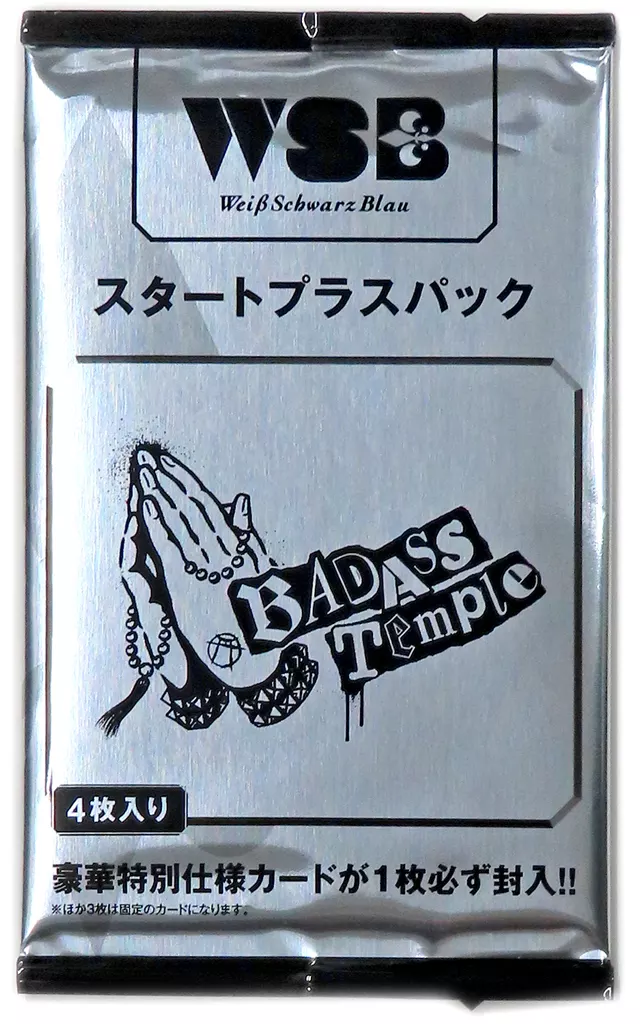 WSB
Weiß Schwarz Blau
スタートプラスパック
BADASS
Temple
4枚入り
豪華特別仕様カードが1枚必ず封入!!
※ほか3枚は固定のカードになります。